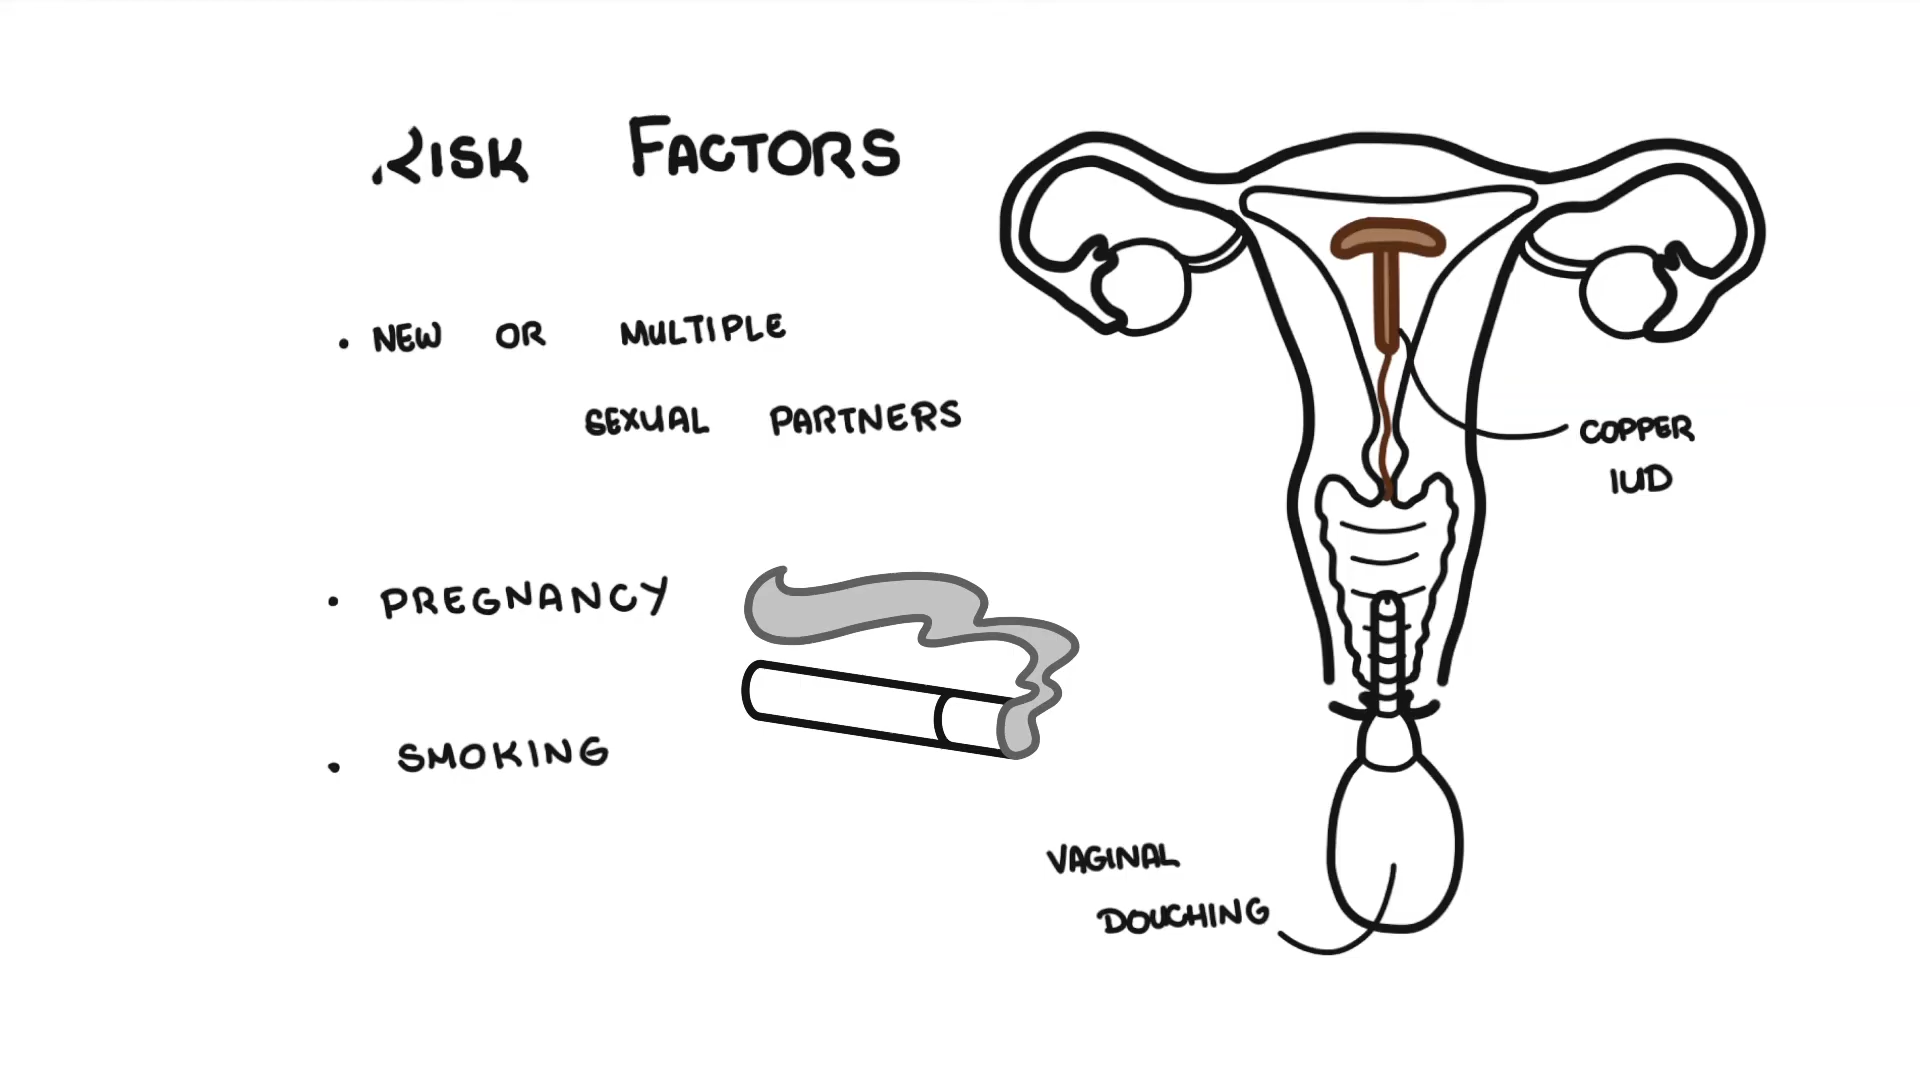 RISK FACTORS
• NEW OR MULTIPLE
SEXUAL PARTNERS
• PREGNANCY
• SMOKING
COPPER
IUD
VAGINAL
DOUCHING